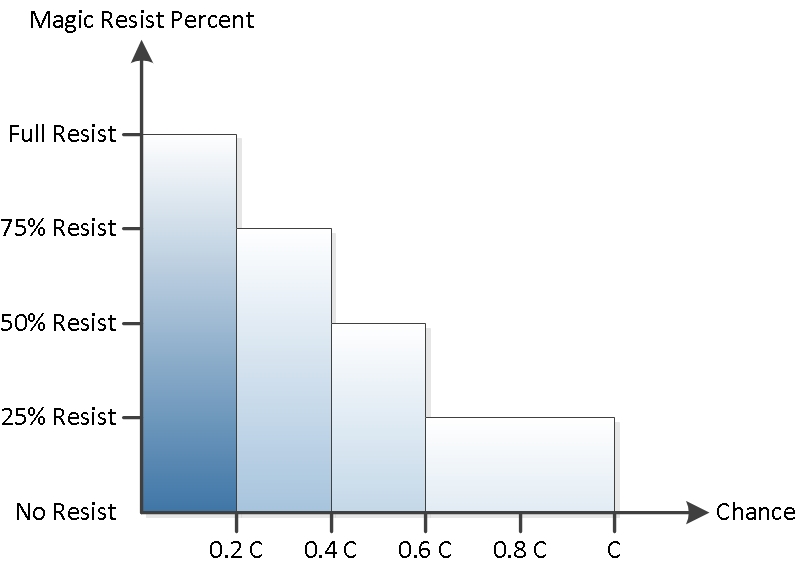 Magic Resist Percent
Full Resist
75% Resist
50% Resist
25% Resist
No Resist
Chance
0.2 C
0.4 C
0.6 C
0.8 C
C